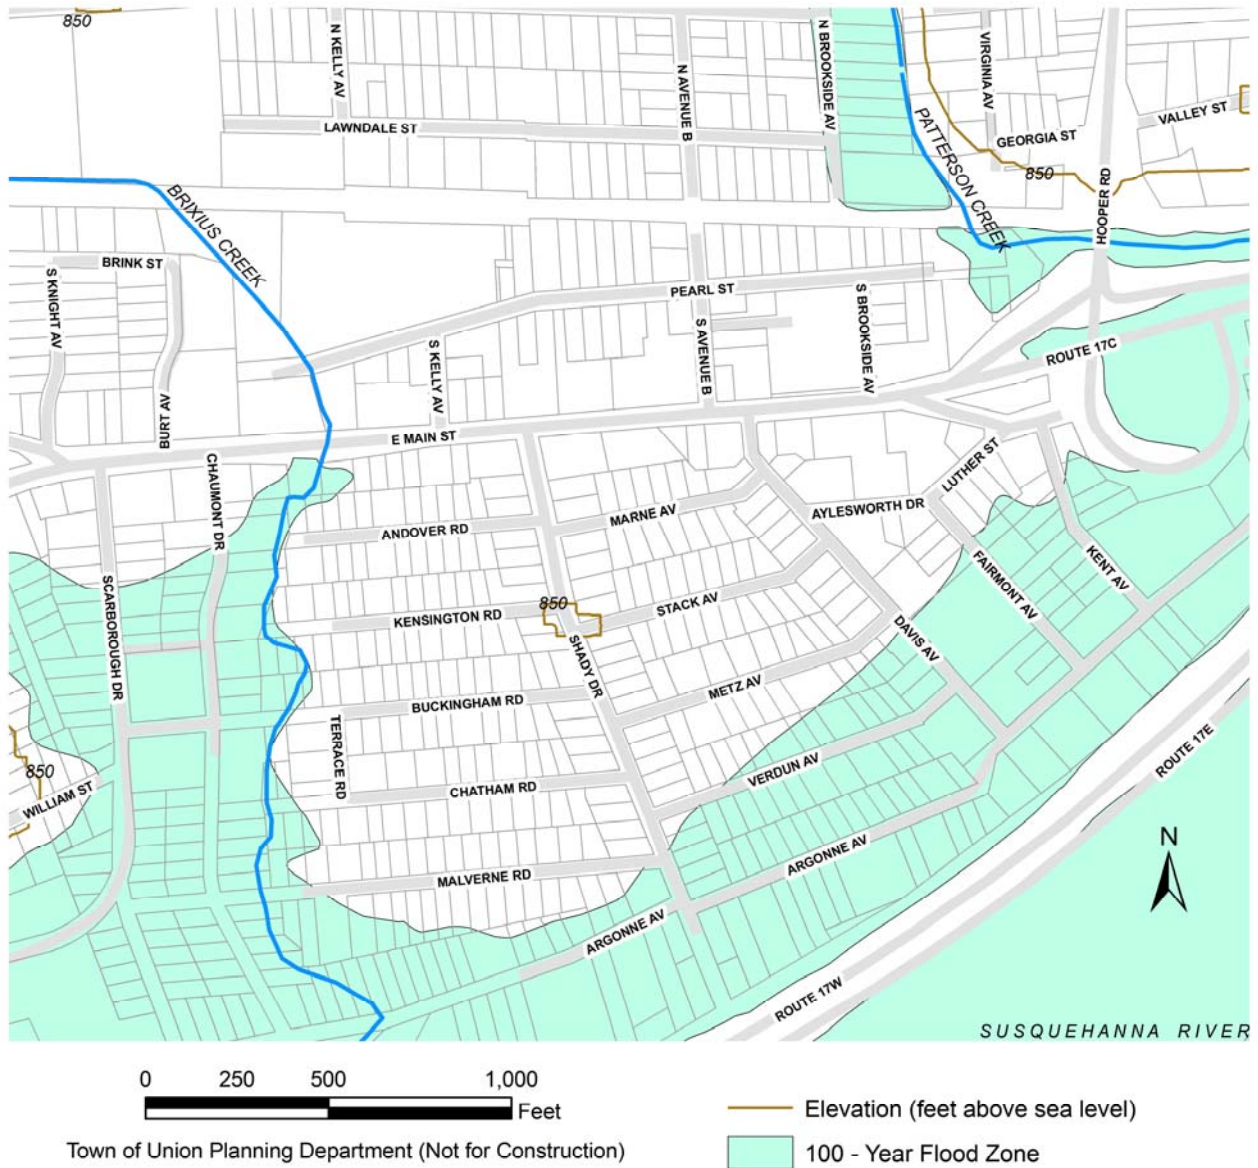 850
N KELLY AV
N AVENUE B
N BROOKSIDE AV
VIRGINIA AV
VALLEY ST
LAWNDALE ST
GEORGIA ST
PATTERSON CREEK
850
HOOPER RD
BRIXIUS CREEK
BRINK ST
S KNIGHT AV
PEARL ST
S BROOKSIDE AV
S AVENUE B
ROUTE 17C
S KELLY AV
BURT AV
E MAIN ST
CHAUMONT DR
LUTHER ST
MARNE AV
AYLESWORTH DR
ANDOVER RD
SCARBOROUGH DR
KENT AV
FAIRMONT AV
850
STACK AV
KENSINGTON RD
DAVIS AV
SHADY DR
METZ AV
BUCKINGHAM RD
TERRACE RD
VERDUN AV
ROUTE 17E
850
WILLIAM ST
CHATHAM RD
N
ARGONNE AV
MALVERNE RD
ARGONNE AV
ROUTE 17W
SUSQUEHANNA RIVER
0 250 500 1,000
Feet
Elevation (feet above sea level)
Town of Union Planning Department (Not for Construction)
100 - Year Flood Zone